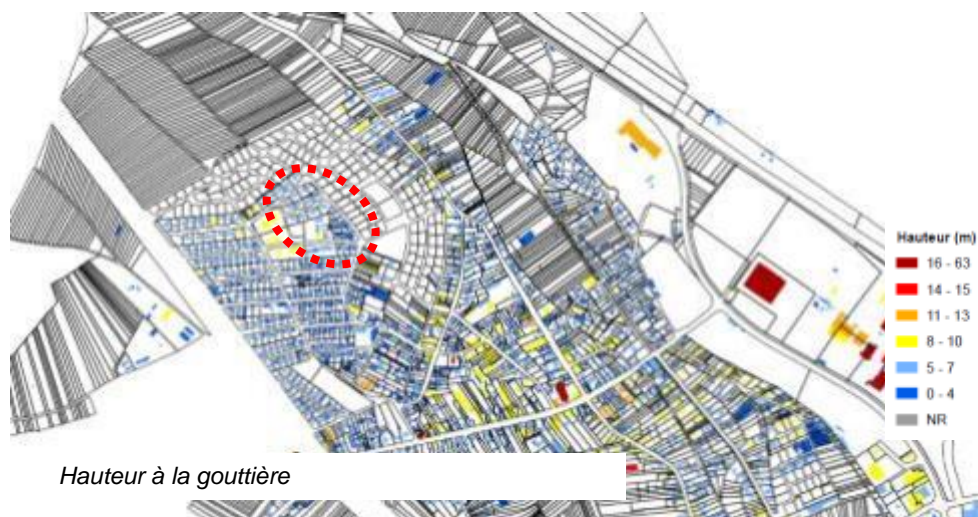 Hauteur (m)
16 - 63
14 - 15
11 - 13
8 - 10
5 - 7
0 - 4
NR
Hauteur à la gouttière